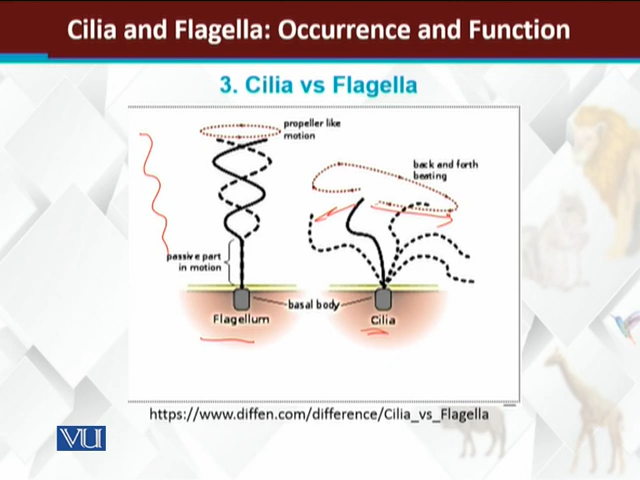 Cilia and Flagella: Occurrence and Function
3. Cilia vs Flagella
propeller like
motion
back and forth
beating
passive part
in motion
basal body
Flagellum
Cilia
https://www.diffen.com/difference/Cilia_vs_Flagella
VU